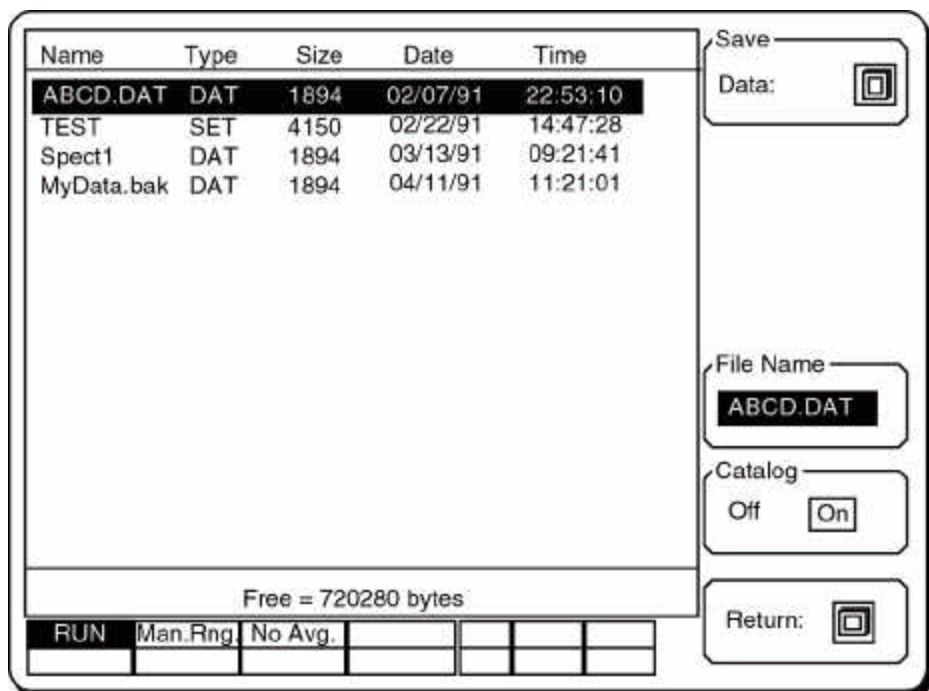 Name Type Size Date Time
ABCD.DAT DAT 1894 02/07/91 22:53:10
TEST SET 4150 02/22/91 14:47:28
Spect1 DAT 1894 03/13/91 09:21:41
MyData.bak DAT 1894 04/11/91 11:21:01
Free = 720280 bytes
RUN Man.Rng. No Avg.
Save
Data:
File Name
ABCD.DAT
Catalog
Off On
Return: